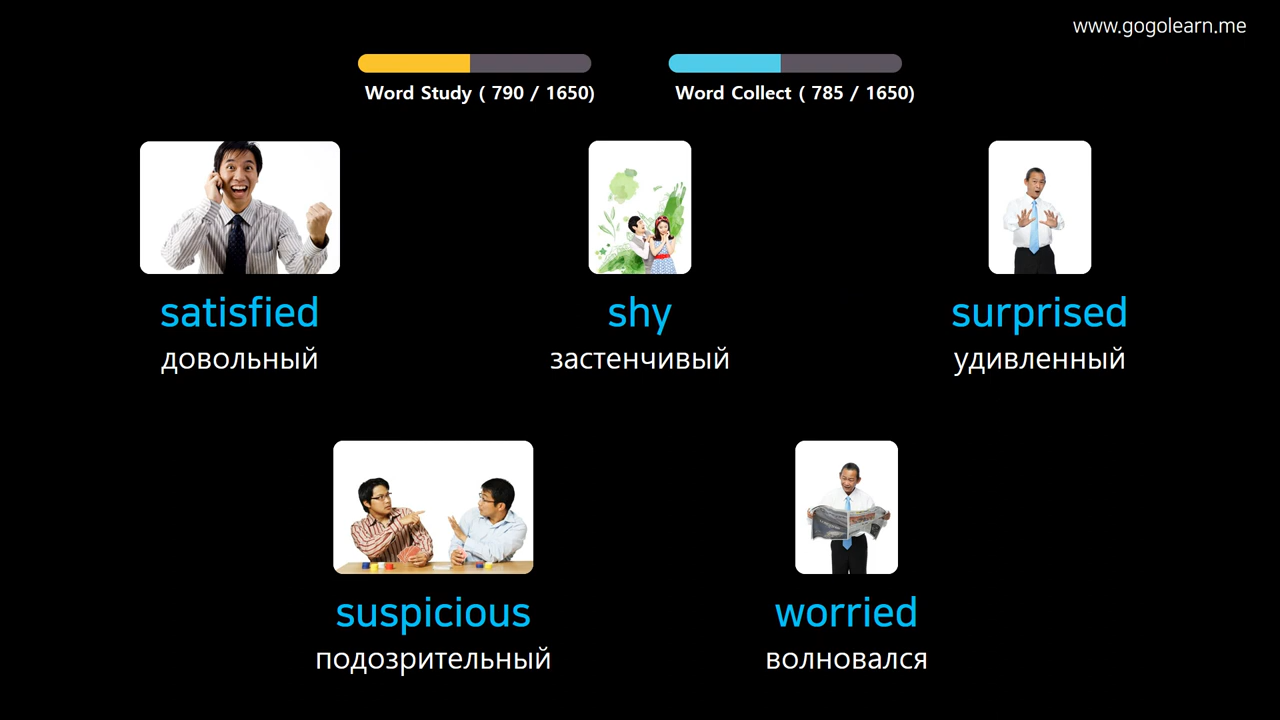 www.gogolearn.me
Word Study ( 790 / 1650)
Word Collect ( 785 / 1650)
satisfied
довольный
shy
застенчивый
surprised
удивленный
suspicious
подозрительный
worried
волновался